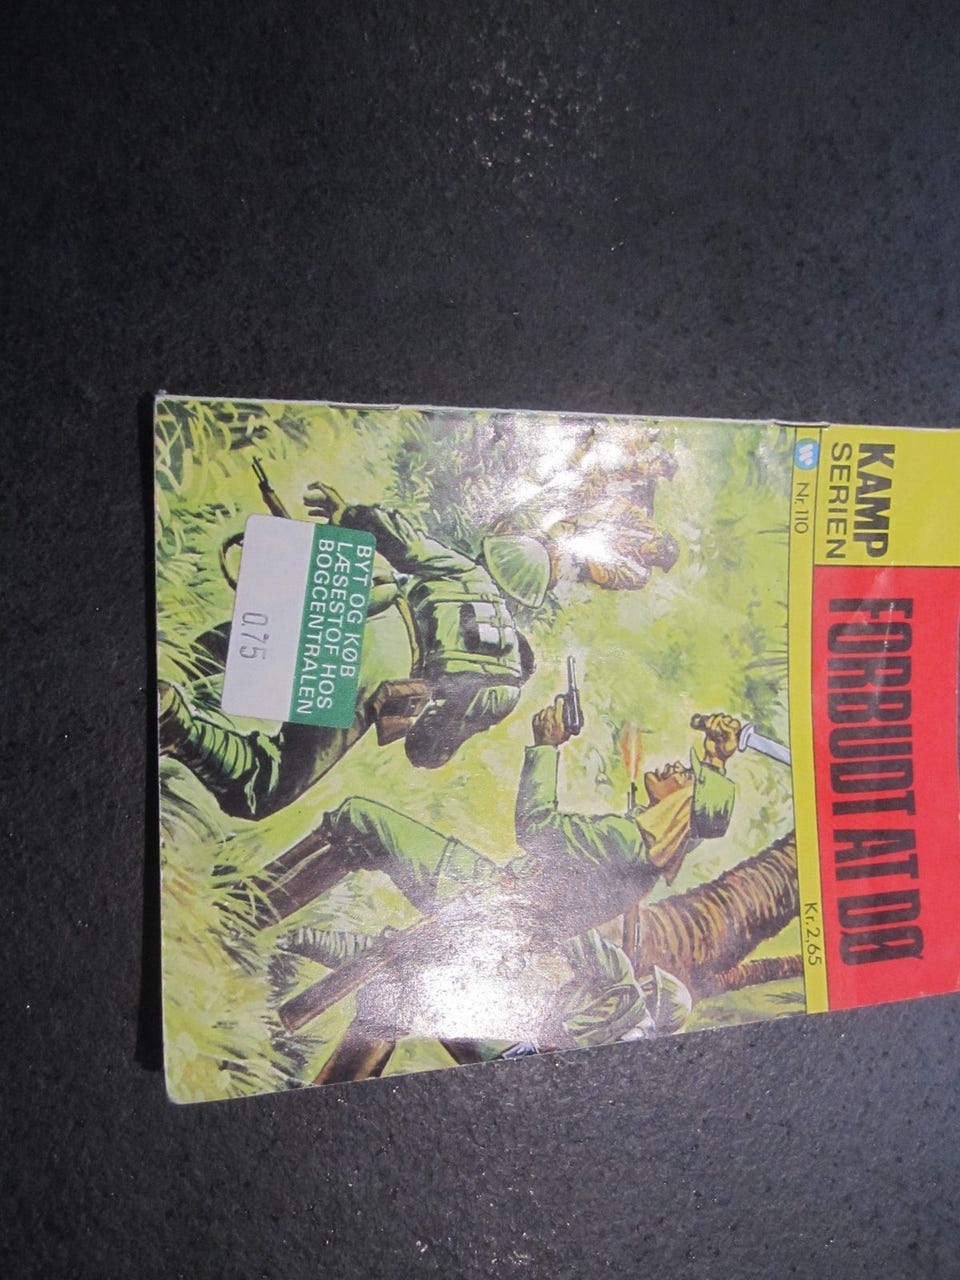 KAMP
SERIEN
FORBUDT AT DØ
Nr. 110
Kr. 2,65
BYT OG KØB
LÆSESTOF HOS
BOGCENTRALEN
0.75